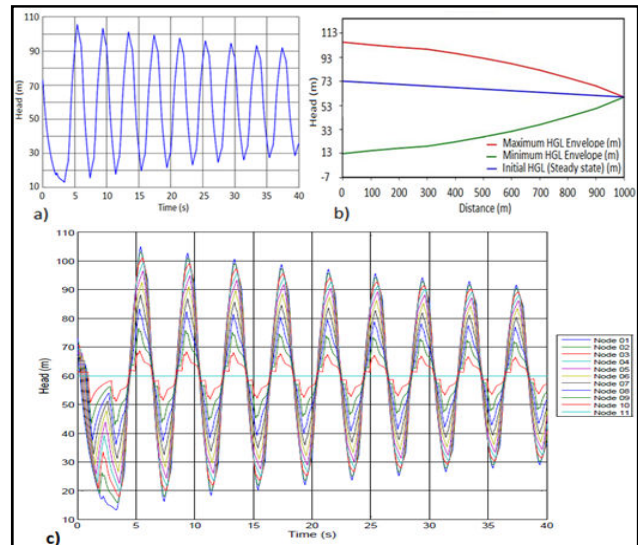 110
90
70
50
30
10
Head (m)
0 5 10 15 20 25 30 35 40
Time (s)
a)
113
93
73
53
33
13
-7
Head (m)
Maximum HGL Envelope (m)
Minimum HGL Envelope (m)
Initial HGL (Steady state) (m)
0 100 200 300 400 500 600 700 800 900 1000
Distance (m)
b)
110
100
90
80
70
60
50
40
30
20
10
Head (m)
0 5 10 15 20 25 30 35 40
Time (s)
c)
Node 01
Node 02
Node 03
Node 04
Node 05
Node 06
Node 07
Node 08
Node 09
Node 10
Node 11